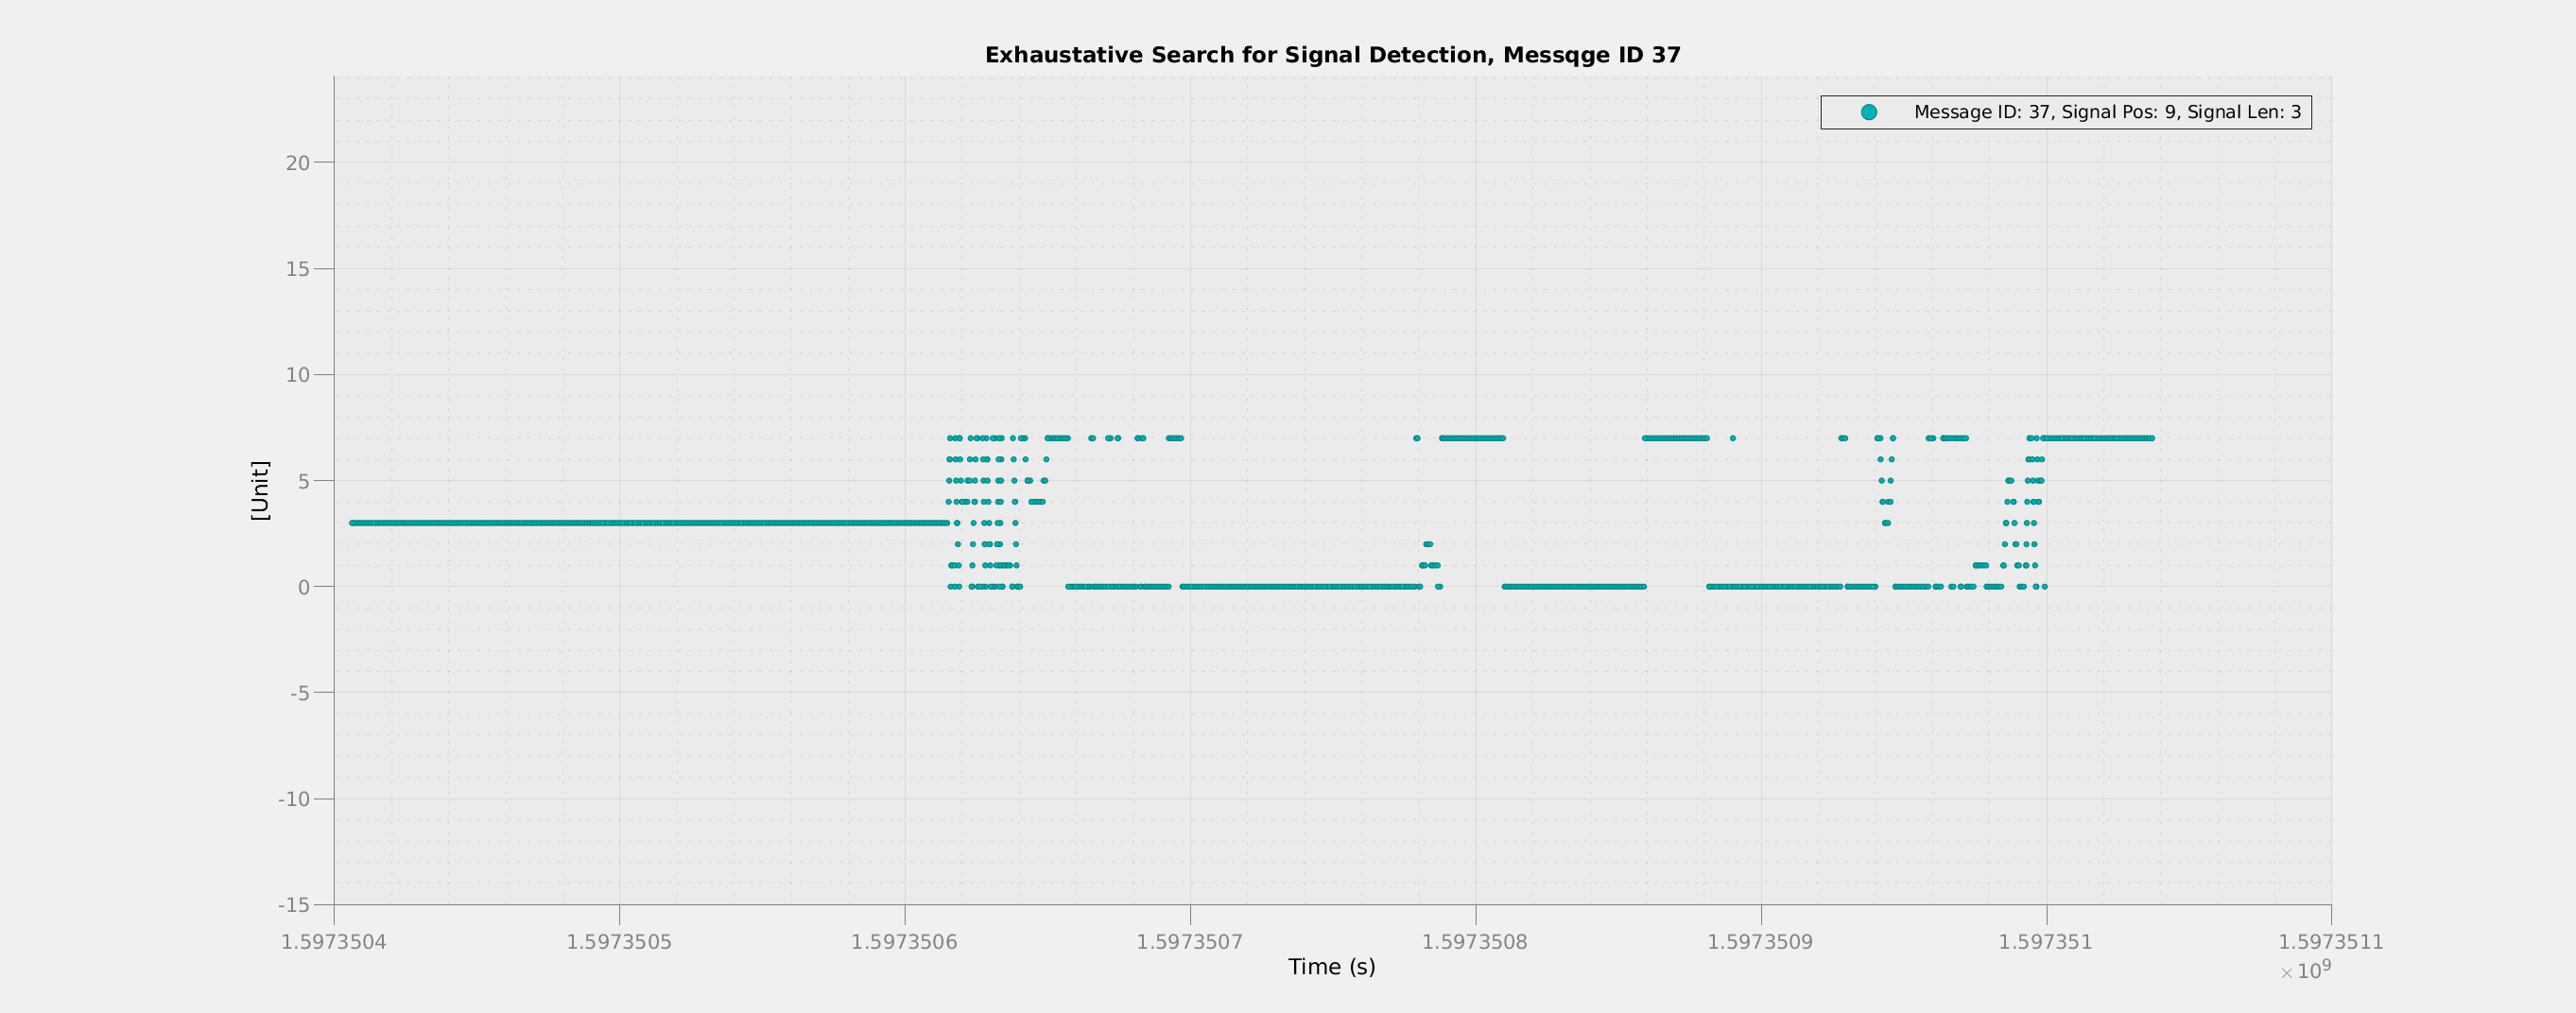 Exhaustative Search for Signal Detection, Messqge ID 37
Message ID: 37, Signal Pos: 9, Signal Len: 3
20
15
10
5
0
-5
-10
-15
[Unit]
1.5973504 1.5973505 1.5973506 1.5973507 1.5973508 1.5973509 1.597351 1.5973511
Time (s)
× 10⁹